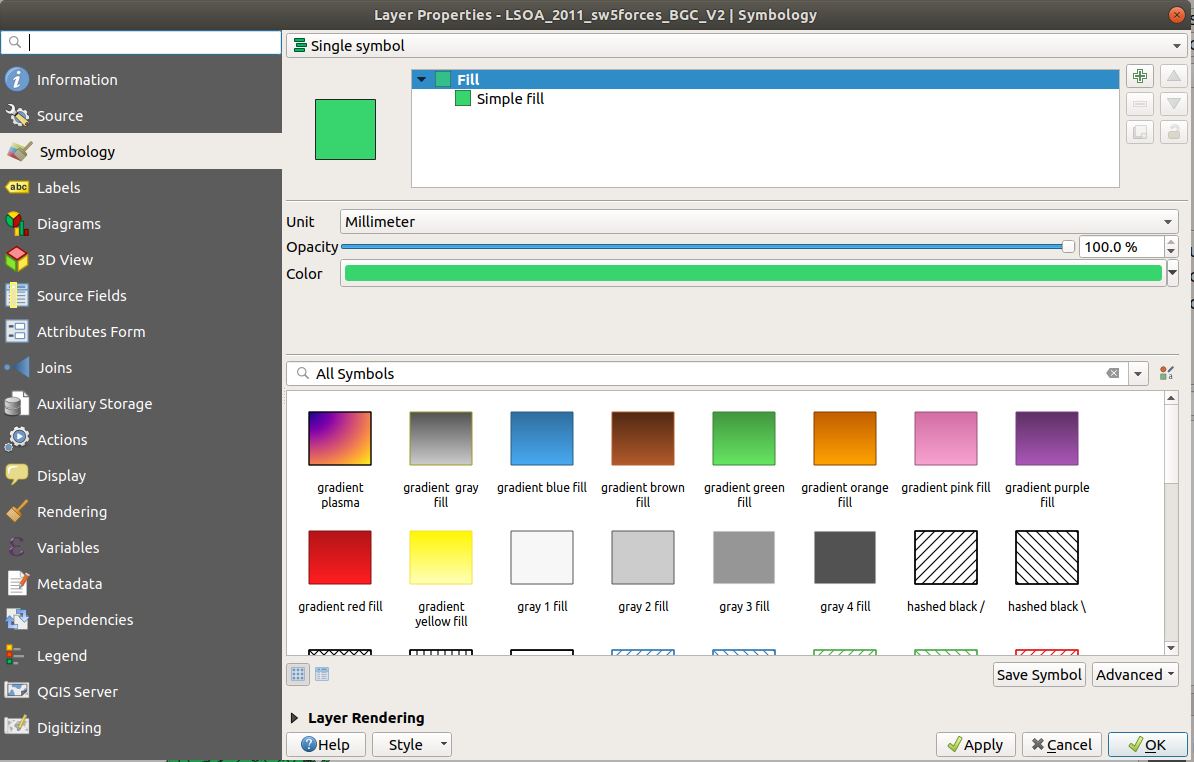 Layer Properties - LSOA_2011_sw5forces_BGC_V2 | Symbology
Information
Source
Symbology
abc Labels
Diagrams
3D View
Source Fields
Attributes Form
Joins
Auxiliary Storage
Actions
Display
Rendering
Variables
Metadata
Dependencies
Legend
QGIS Server
Digitizing
Single symbol
Fill
Simple fill
Unit Millimeter
Opacity 100.0 %
Color
All Symbols
gradient plasma
gradient gray fill
gradient blue fill
gradient brown fill
gradient green fill
gradient orange fill
gradient pink fill
gradient purple fill
gradient red fill
gradient yellow fill
gray 1 fill
gray 2 fill
gray 3 fill
gray 4 fill
hashed black /
hashed black \
Save Symbol Advanced
Layer Rendering
Help Style Apply Cancel OK